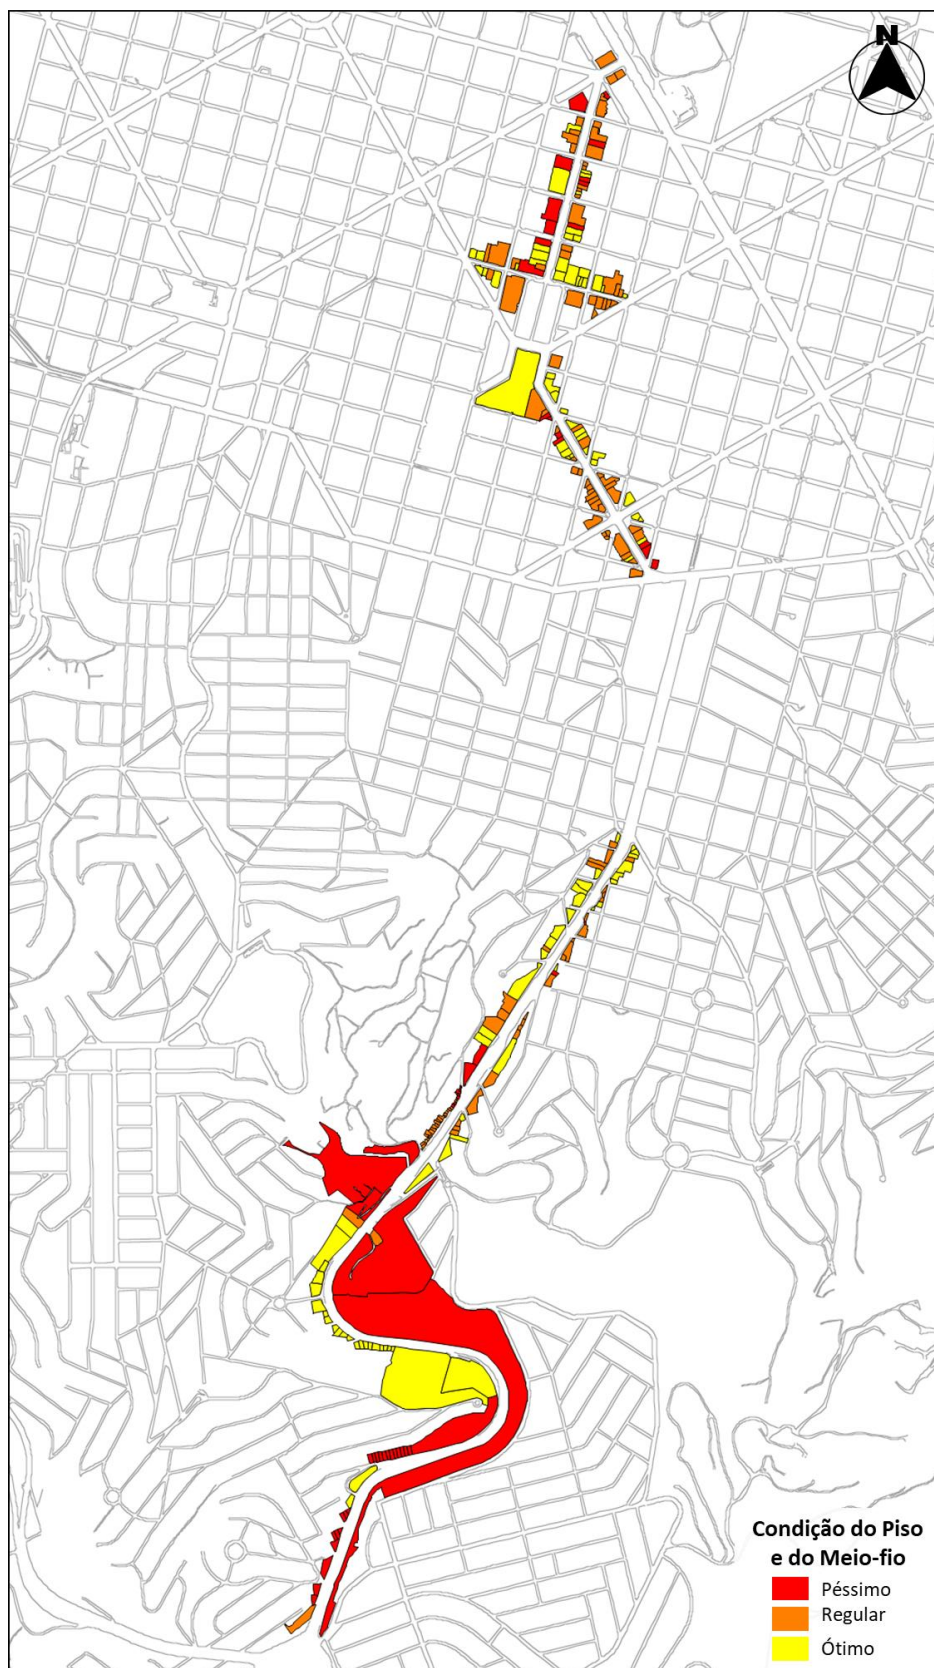 N
Condição do Piso
e do Meio-fio
Péssimo
Regular
Ótimo